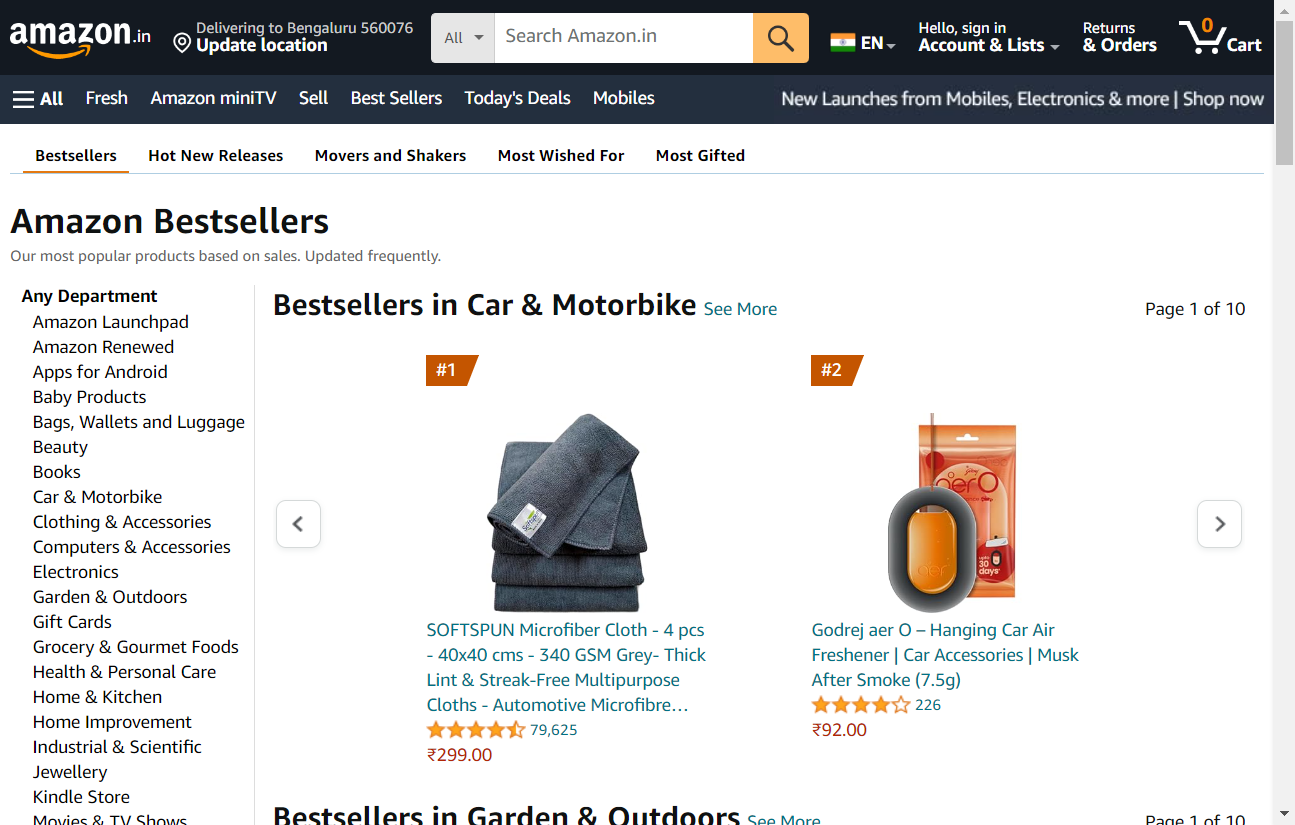 amazon.in
Delivering to Bengaluru 560076
Update location
All
Search Amazon.in
EN
Hello, sign in
Account & Lists
Returns
& Orders
0
Cart
All
Fresh
Amazon miniTV
Sell
Best Sellers
Today's Deals
Mobiles
New Launches from Mobiles, Electronics & more | Shop now
Bestsellers
Hot New Releases
Movers and Shakers
Most Wished For
Most Gifted
Amazon Bestsellers
Our most popular products based on sales. Updated frequently.
Any Department
Amazon Launchpad
Amazon Renewed
Apps for Android
Baby Products
Bags, Wallets and Luggage
Beauty
Books
Car & Motorbike
Clothing & Accessories
Computers & Accessories
Electronics
Garden & Outdoors
Gift Cards
Grocery & Gourmet Foods
Health & Personal Care
Home & Kitchen
Home Improvement
Industrial & Scientific
Jewellery
Kindle Store
Movies & TV Shows
Bestsellers in Car & Motorbike See More
Page 1 of 10
#1
Softspun
SOFTSPUN Microfiber Cloth - 4 pcs
- 40x40 cms - 340 GSM Grey- Thick
Lint & Streak-Free Multipurpose
Cloths - Automotive Microfibre…
79,625
₹299.00
#2
aer O
30
days
aer
Godrej aer O – Hanging Car Air
Freshener | Car Accessories | Musk
After Smoke (7.5g)
226
₹92.00
Bestsellers in Garden & Outdoors See More
Page 1 of 10